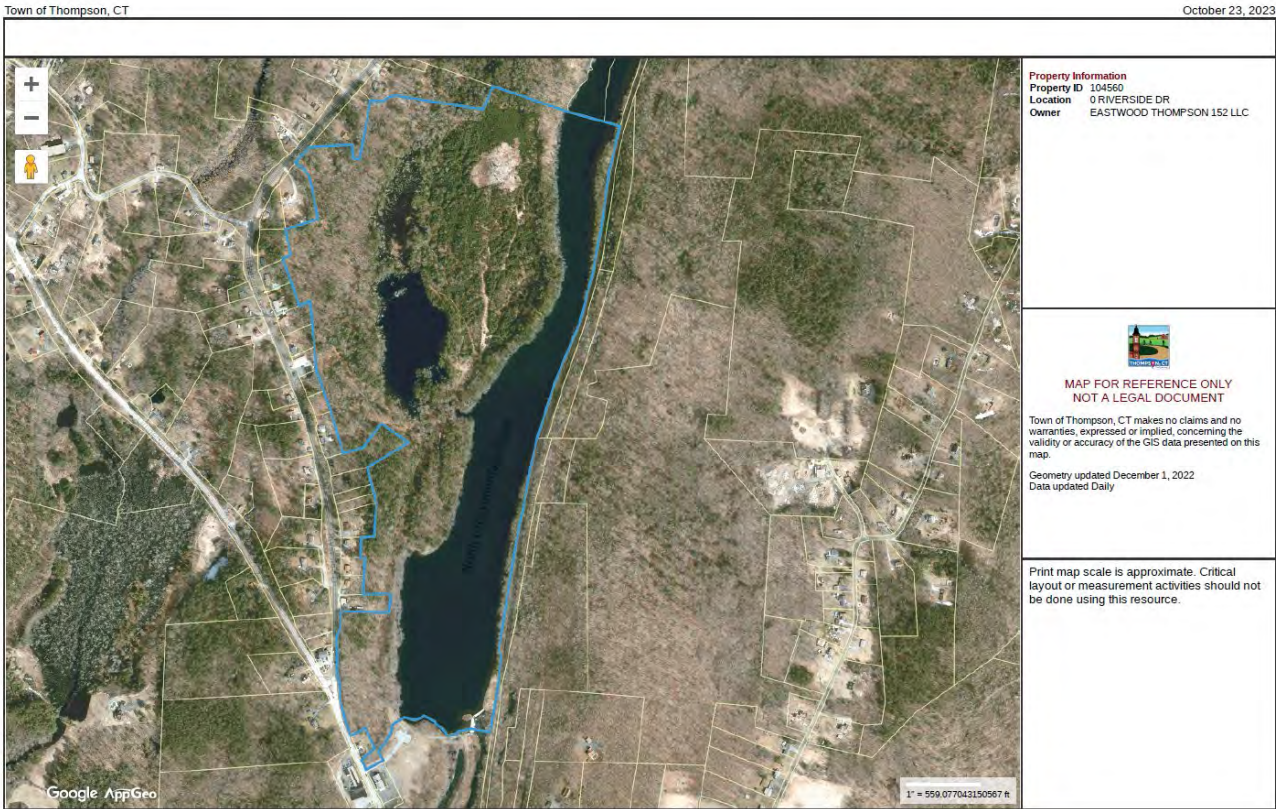 Town of Thompson, CT
October 23, 2023
+
−
Property Information
Property ID 104560
Location 0 RIVERSIDE DR
Owner EASTWOOD THOMPSON 152 LLC
MAP FOR REFERENCE ONLY
NOT A LEGAL DOCUMENT
Town of Thompson, CT makes no claims and no
warranties, expressed or implied, concerning the
validity or accuracy of the GIS data presented on this
map.
Geometry updated December 1, 2022
Data updated Daily
Print map scale is approximate. Critical
layout or measurement activities should not
be done using this resource.
Google AppGeo
1" = 559.077043150567 ft